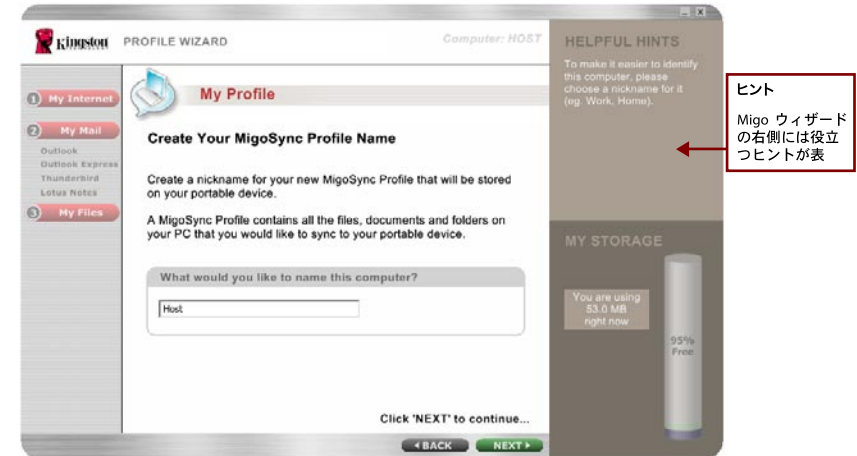 Kingston
PROFILE WIZARD
Computer: HOST
1 My Internet
2 My Mail
Outlook
Outlook Express
Thunderbird
Lotus Notes
3 My Files
My Profile
Create Your MigoSync Profile Name
Create a nickname for your new MigoSync Profile that will be stored
on your portable device.
A MigoSync Profile contains all the files, documents and folders on
your PC that you would like to sync to your portable device.
What would you like to name this computer?
Host
Click 'NEXT' to continue...
BACK
NEXT
HELPFUL HINTS
To make it easier to identify
this computer, please
choose a nickname for it
(eg. Work, Home).
MY STORAGE
You are using
53.0 MB
right now
95%
Free
ヒント
Migo ウィザード
の右側には役立
つヒントが表